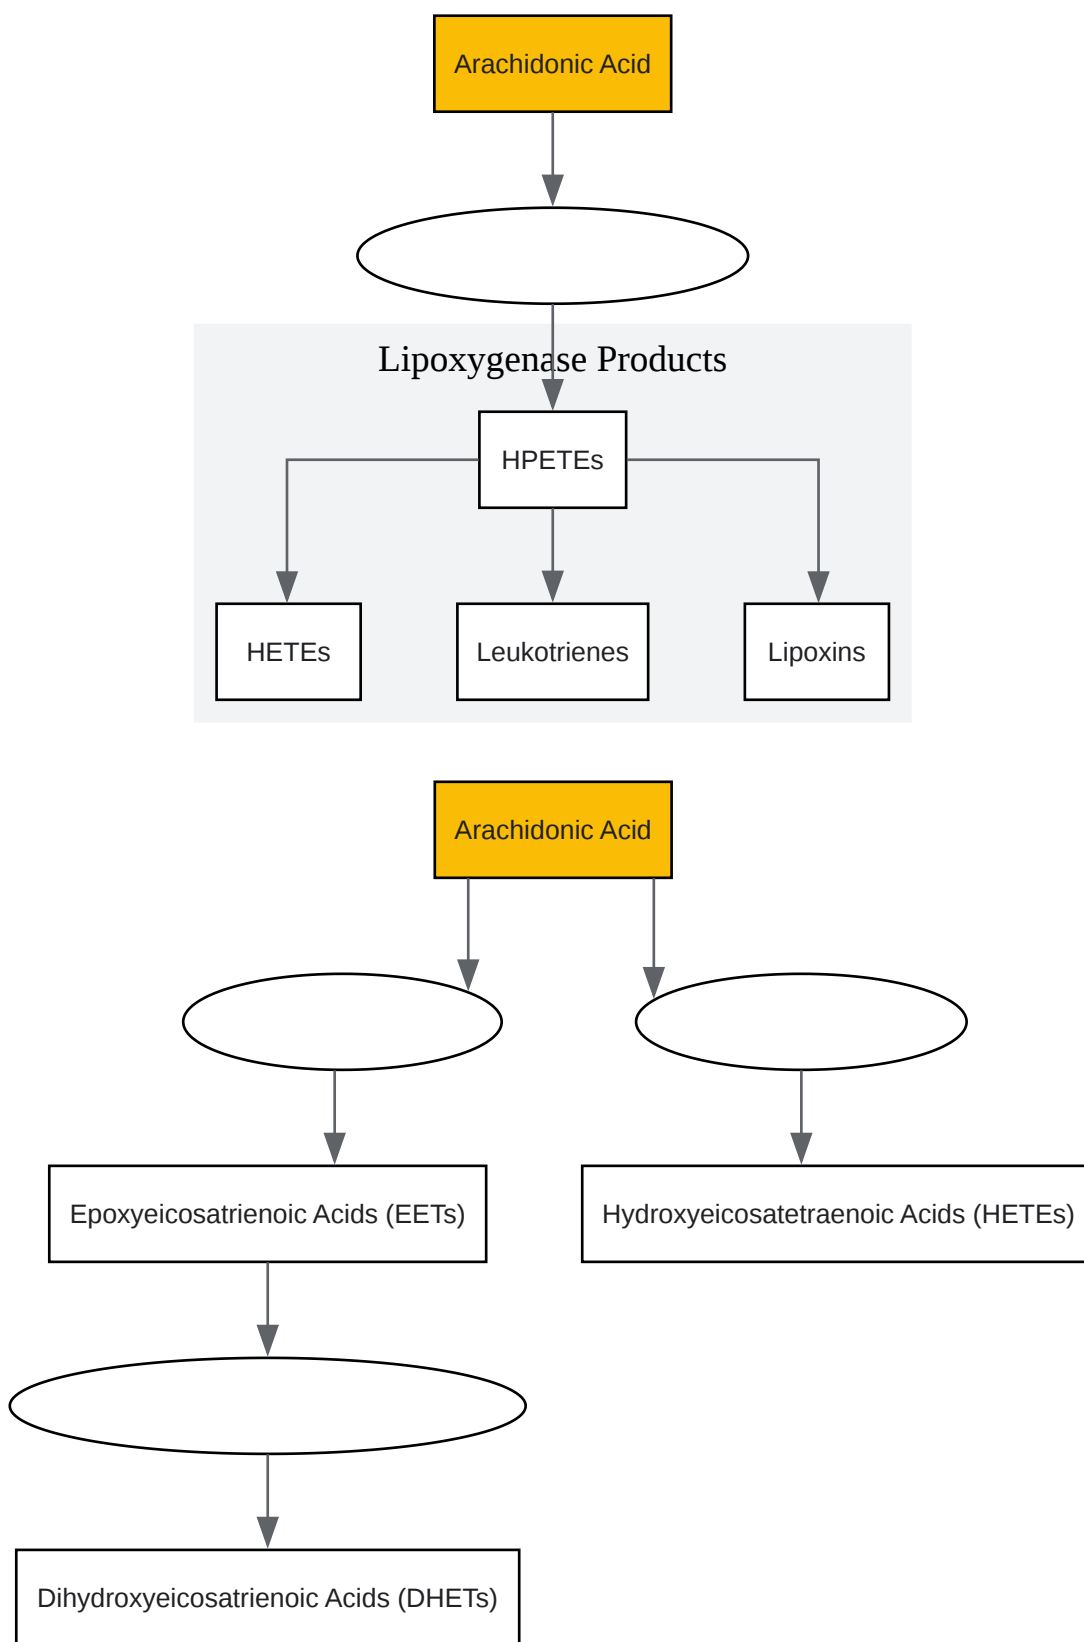 Arachidonic Acid
Lipoxygenase Products
HPETEs
HETEs
Leukotrienes
Lipoxins
Arachidonic Acid
Epoxyeicosatrienoic Acids (EETs)
Hydroxyeicosatetraenoic Acids (HETEs)
Dihydroxyeicosatrienoic Acids (DHETs)